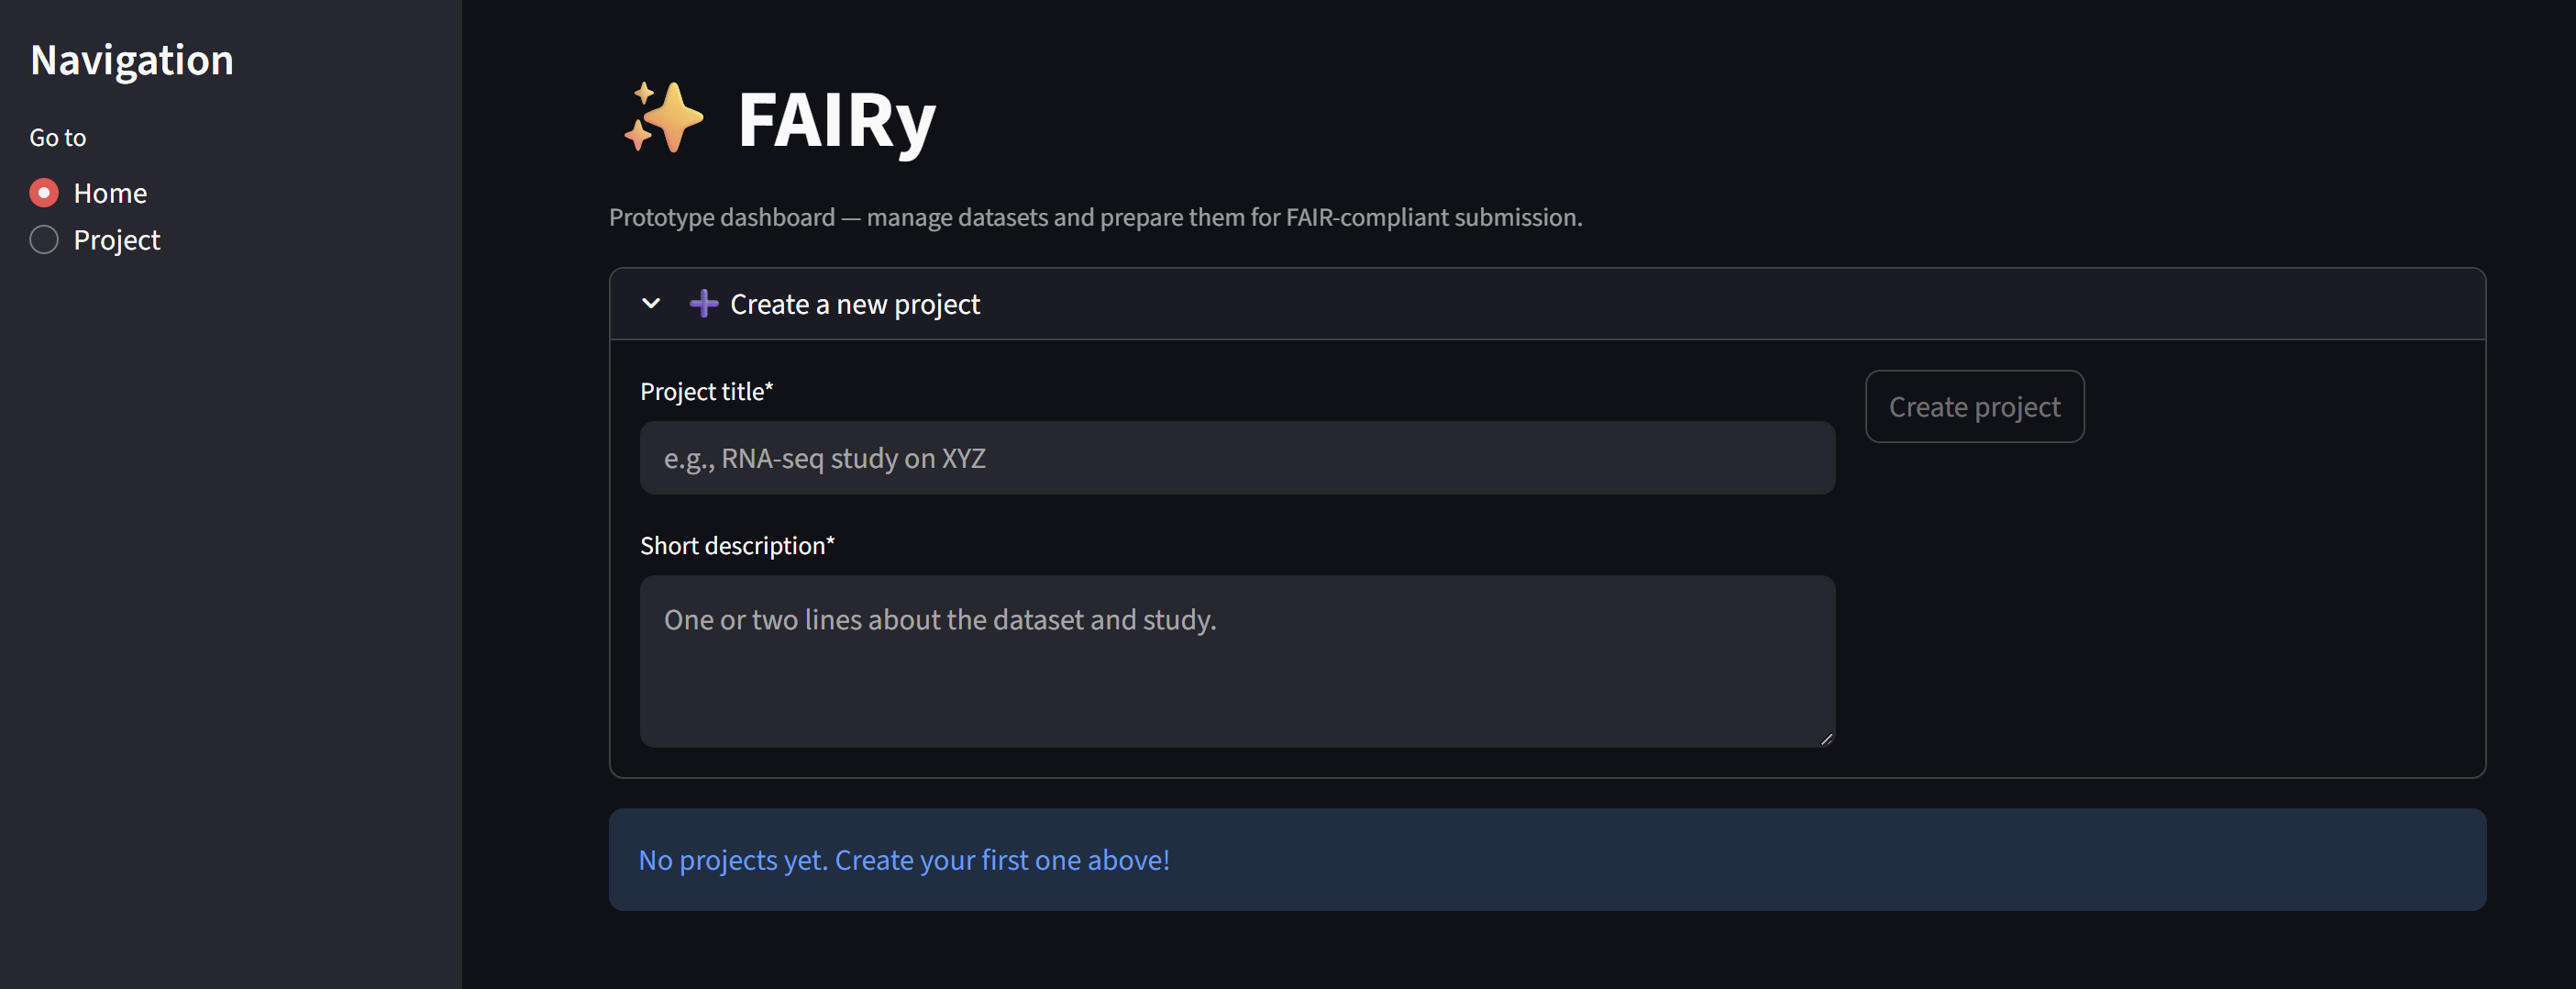 Navigation
Go to
Home
Project
FAIRy
Prototype dashboard — manage datasets and prepare them for FAIR-compliant submission.
Create a new project
Project title*
Create project
e.g., RNA-seq study on XYZ
Short description*
One or two lines about the dataset and study.
No projects yet. Create your first one above!